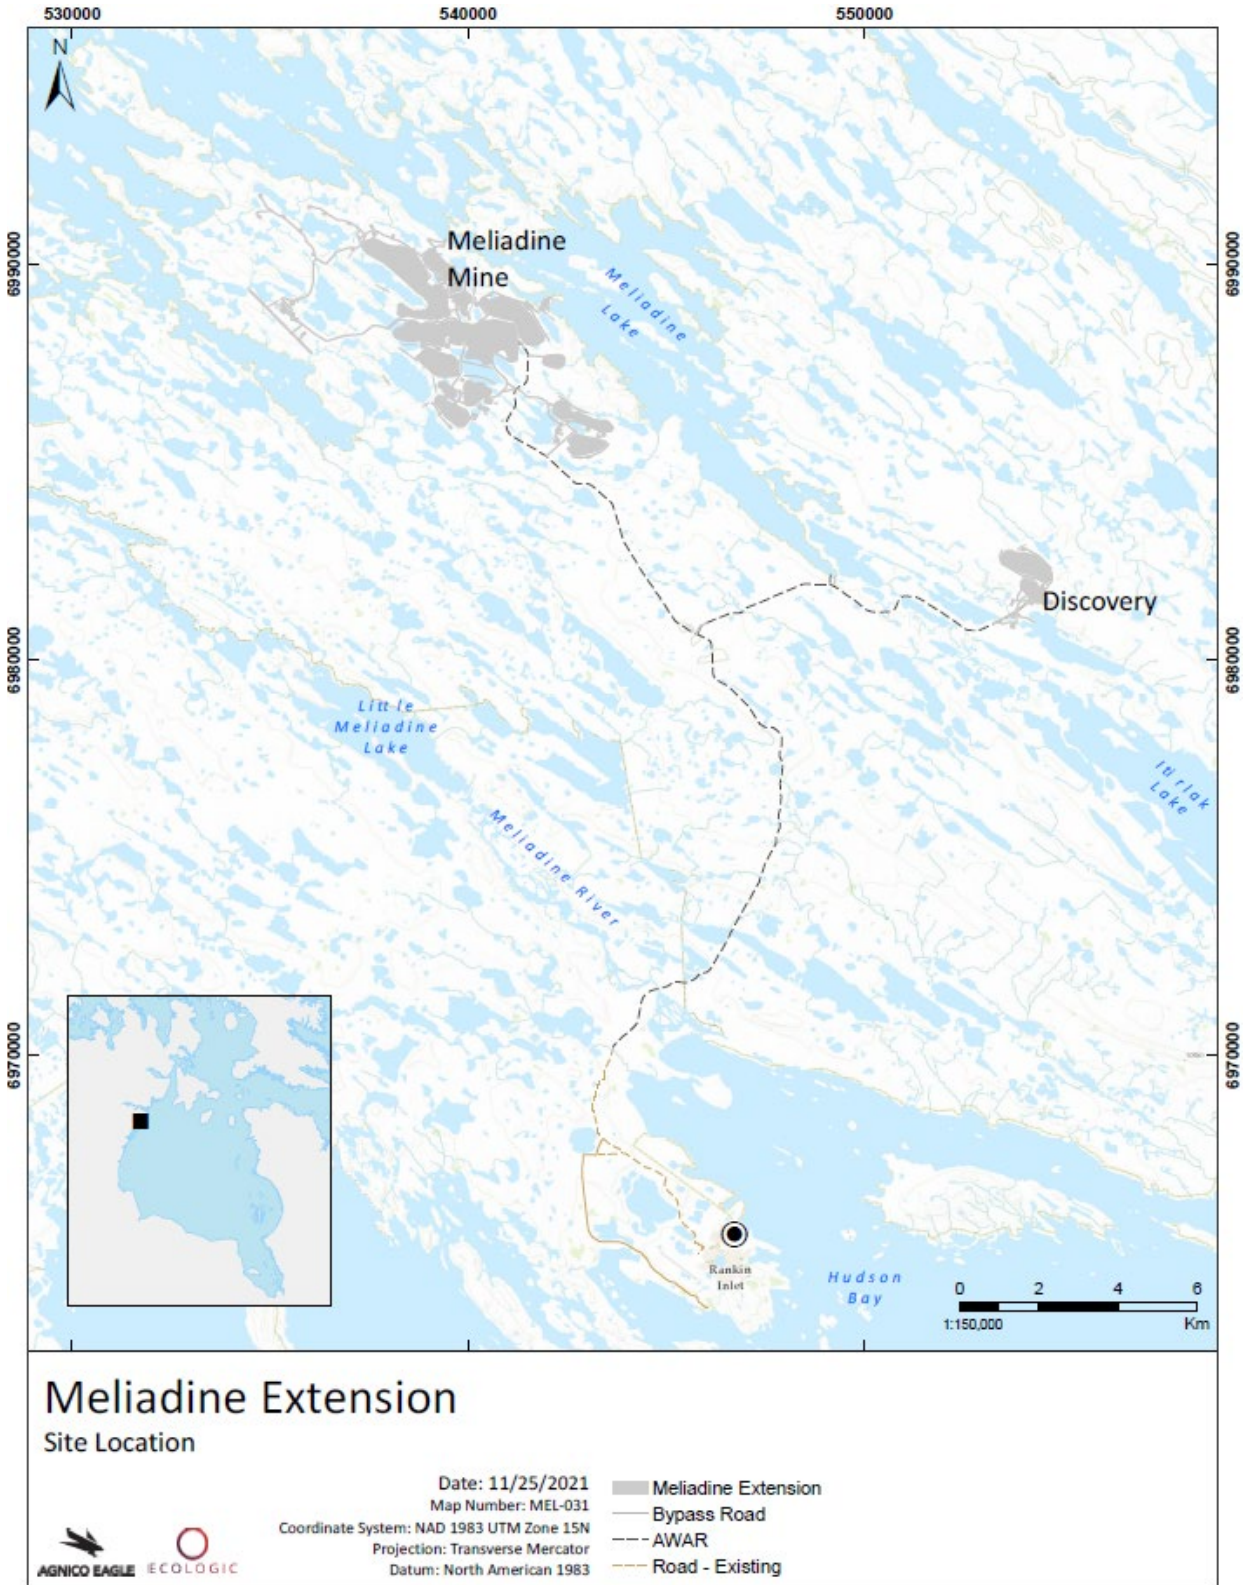 530000
540000
550000
N
6990000
6990000
Meliadine
Mine
Meliadine
Lake
Discovery
6980000
6980000
Little
Meliadine
Lake
Itirlak
Lake
Meliadine River
6970000
6970000
Rankin
Inlet
Hudson
Bay
0 2 4 6
1:150,000 Km
Meliadine Extension
Site Location
Date: 11/25/2021
Map Number: MEL-031
Coordinate System: NAD 1983 UTM Zone 15N
Projection: Transverse Mercator
Datum: North American 1983
Meliadine Extension
Bypass Road
AWAR
Road - Existing
AGNICO EAGLE
ECOLOGIC